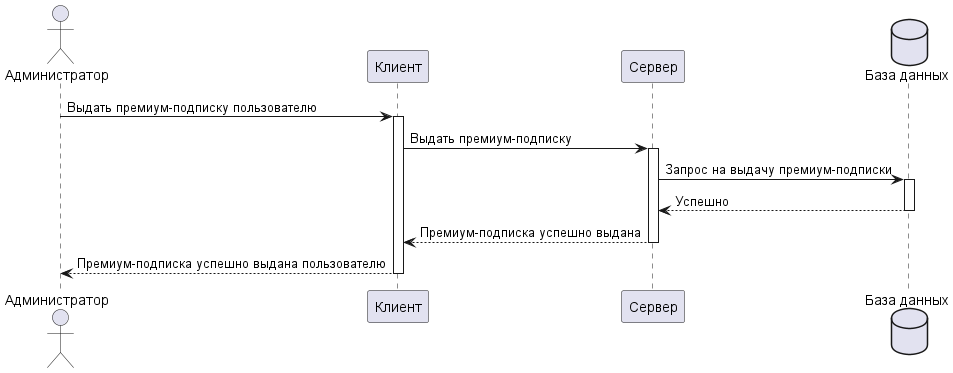 Администратор
Клиент
Сервер
База данных
Выдать премиум-подписку пользователю
Выдать премиум-подписку
Запрос на выдачу премиум-подписки
Успешно
Премиум-подписка успешно выдана
Премиум-подписка успешно выдана пользователю
Администратор
Клиент
Сервер
База данных